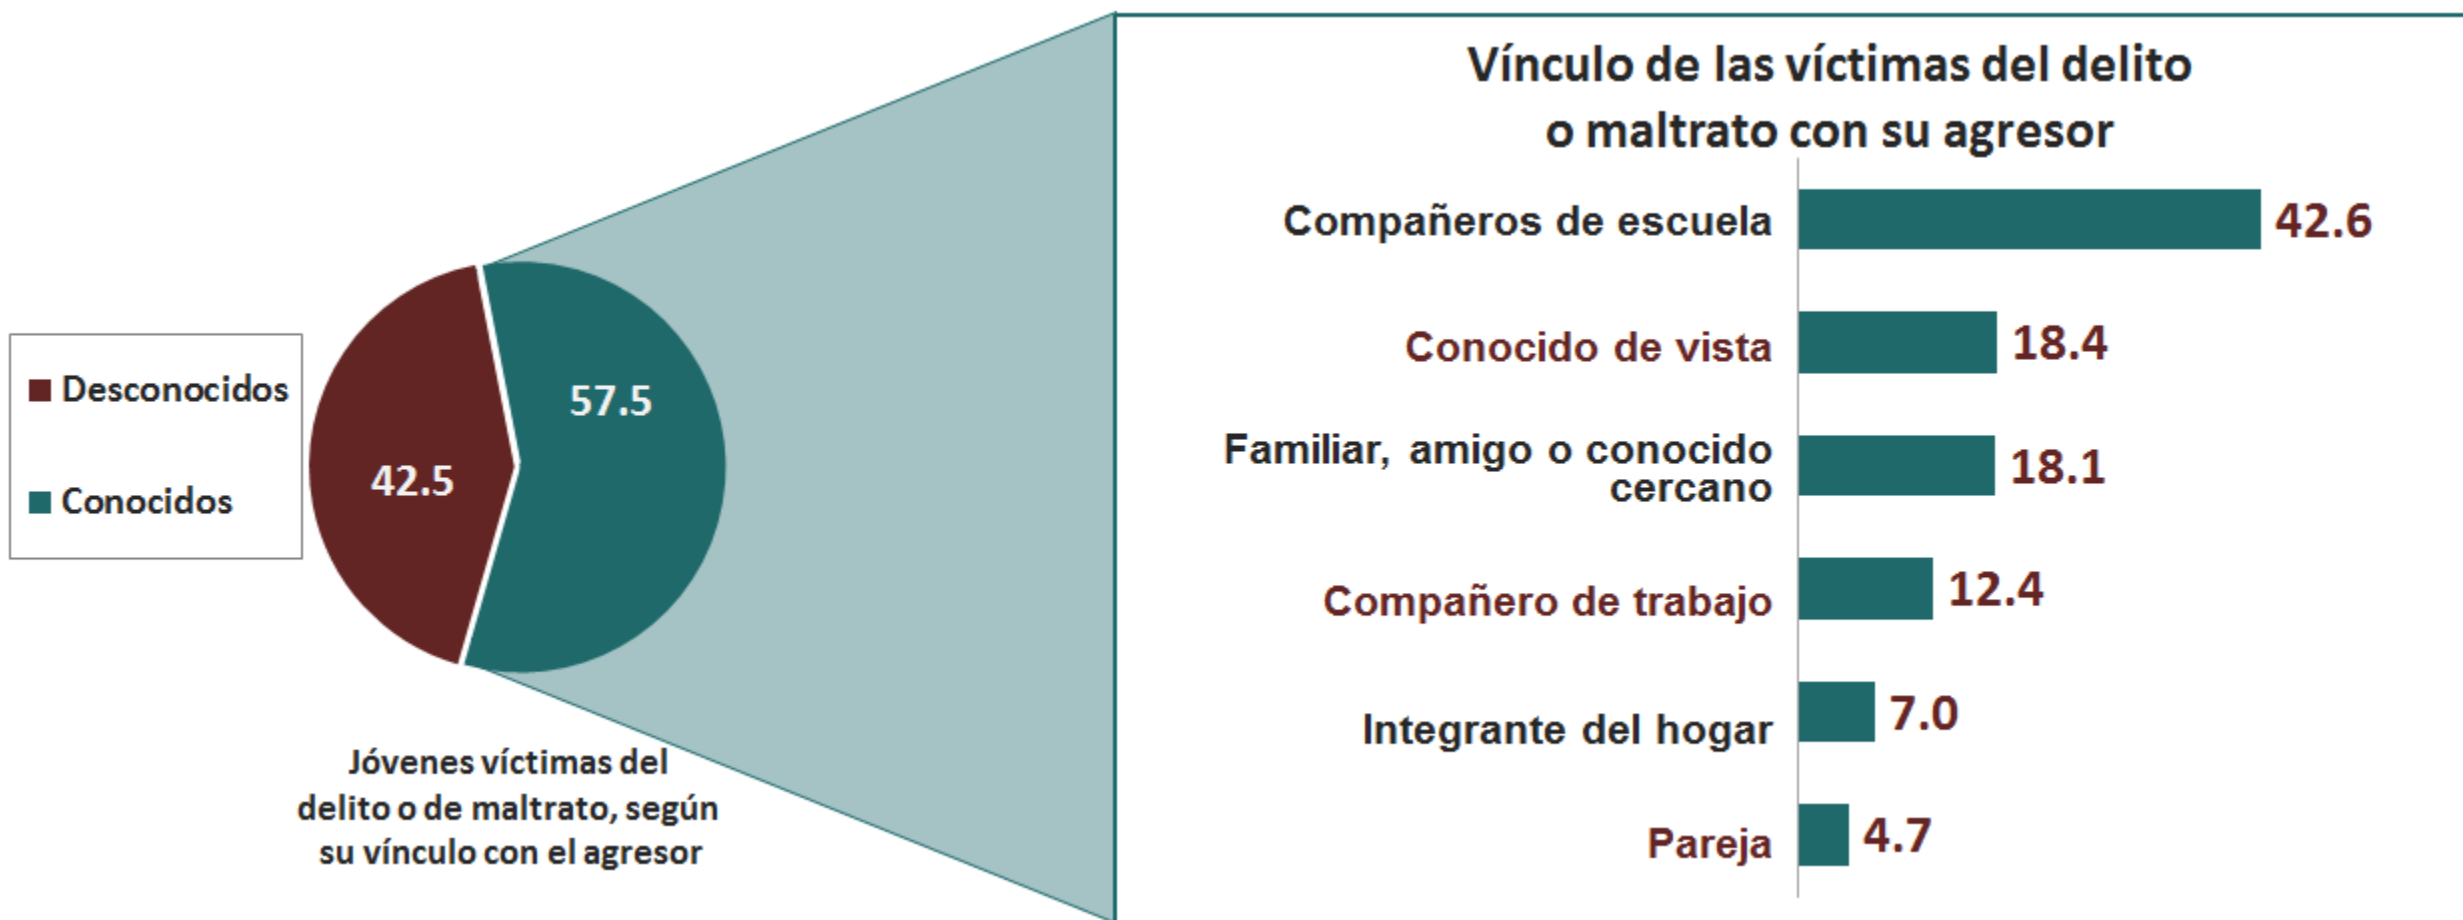 Vínculo de las víctimas del delito
o maltrato con su agresor
Desconocidos
Conocidos
42.5
57.5
Jóvenes víctimas del
delito o de maltrato, según
su vínculo con el agresor
Compañeros de escuela 42.6
Conocido de vista 18.4
Familiar, amigo o conocido
cercano 18.1
Compañero de trabajo 12.4
Integrante del hogar 7.0
Pareja 4.7